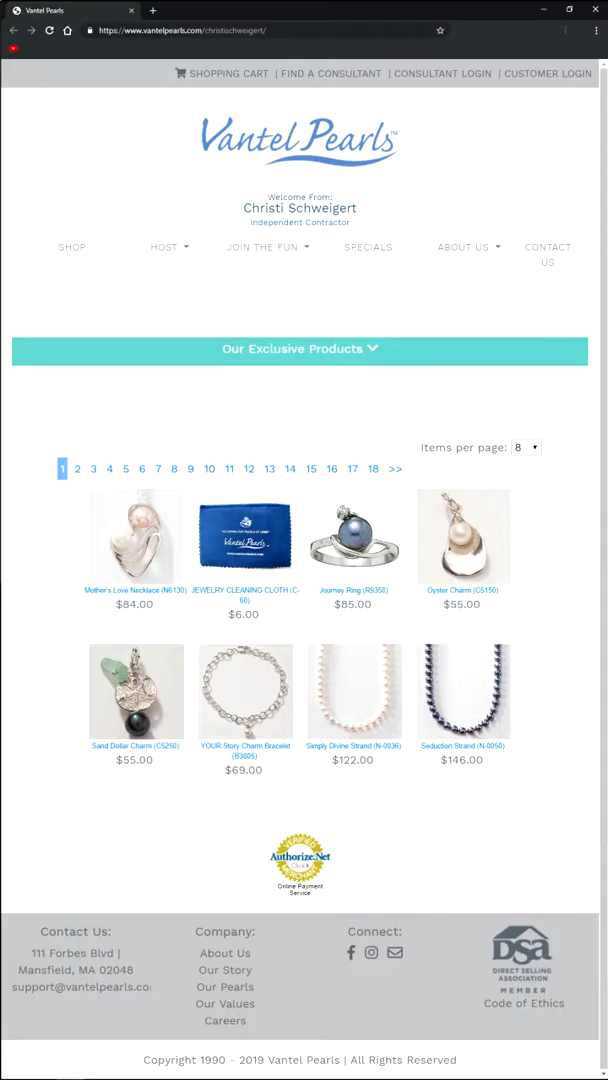 Vantel Pearls
https://www.vantelpearls.com/christischweigert/
SHOPPING CART | FIND A CONSULTANT | CONSULTANT LOGIN | CUSTOMER LOGIN
Vantel Pearls™
Welcome From:
Christi Schweigert
Independent Contractor
SHOP HOST JOIN THE FUN SPECIALS ABOUT US CONTACT
US
Our Exclusive Products
Items per page: 8
1 2 3 4 5 6 7 8 9 10 11 12 13 14 15 16 17 18 >>
Vantel Pearls
Mother's Love Necklace (N6130)
$84.00
JEWELRY CLEANING CLOTH (C-
60)
$6.00
Journey Ring (R9350)
$85.00
Oyster Charm (C5150)
$55.00
Sand Dollar Charm (C5250)
$55.00
YOUR Story Charm Bracelet
(B3805)
$69.00
Simply Divine Strand (N-0036)
$122.00
Seduction Strand (N-0050)
$146.00
VERIFIED
Authorize.Net
Click
MERCHANT
Online Payment
Service
Contact Us:
111 Forbes Blvd |
Mansfield, MA 02048
support@vantelpearls.co
Company:
About Us
Our Story
Our Pearls
Our Values
Careers
Connect:
DSA
DIRECT SELLING
ASSOCIATION
MEMBER
Code of Ethics
Copyright 1990 - 2019 Vantel Pearls | All Rights Reserved